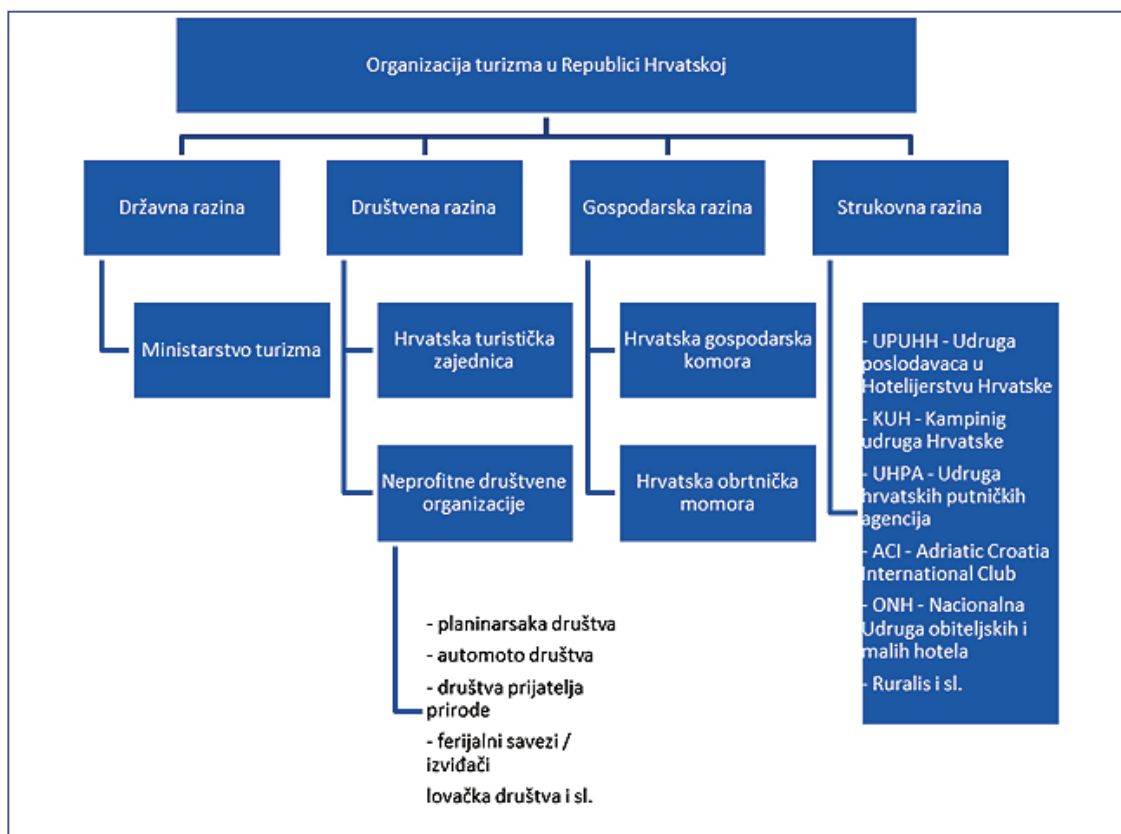 Organizacija turizma u Republici Hrvatskoj
Državna razina
Društvena razina
Gospodarska razina
Strukovna razina
Ministarstvo turizma
Hrvatska turistička
zajednica
Neprofitne društvene
organizacije
- planinarsaka društva
- automoto društva
- društva prijatelja
prirode
- ferijalni savezi /
izviđači
lovačka društva i sl.
Hrvatska gospodarska
komora
Hrvatska obrtnička
momora
- UPUHH - Udruga
poslodavaca u
Hotelijerstvu Hrvatske
- KUH - Kampinig
udruga Hrvatske
- UHPA - Udruga
hrvatskih putničkih
agencija
- ACI - Adriatic Croatia
International Club
- ONH - Nacionalna
Udruga obiteljskih i
malih hotela
- Ruralis i sl.